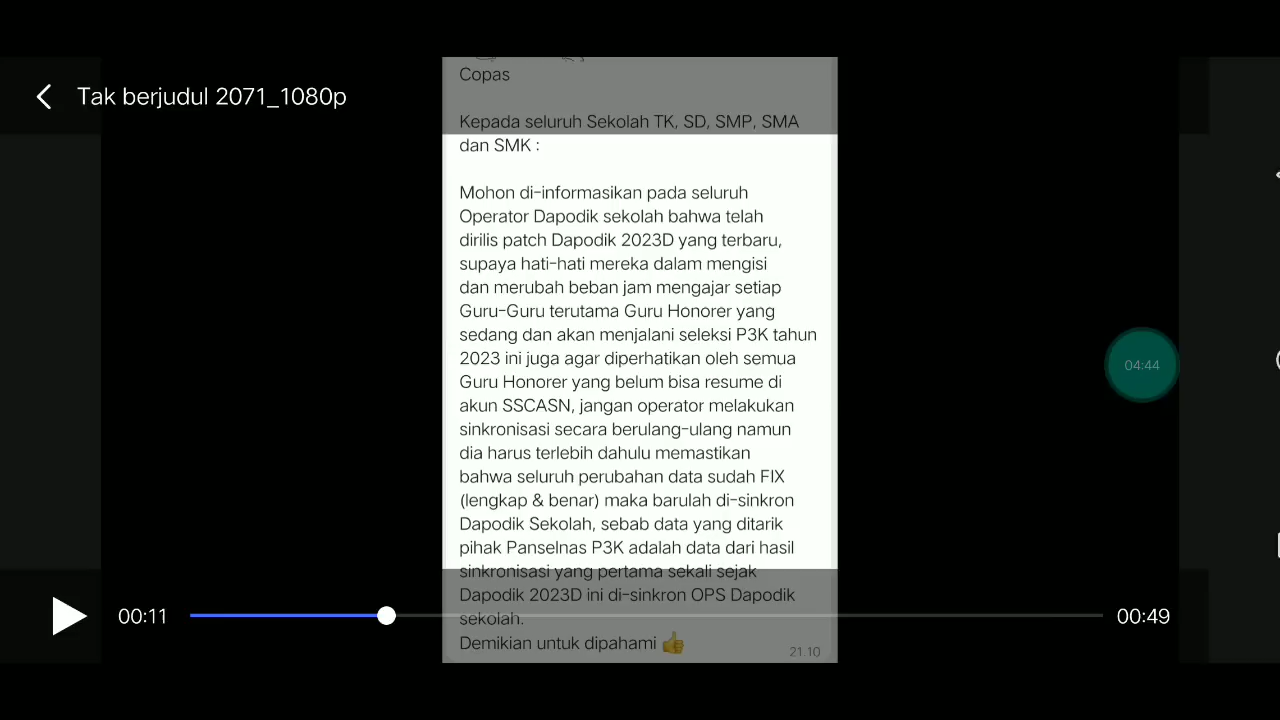 Copas
Tak berjudul 2071_1080p
Kepada seluruh Sekolah TK, SD, SMP, SMA
dan SMK :
Mohon di-informasikan pada seluruh
Operator Dapodik sekolah bahwa telah
dirilis patch Dapodik 2023D yang terbaru,
supaya hati-hati mereka dalam mengisi
dan merubah beban jam mengajar setiap
Guru-Guru terutama Guru Honorer yang
sedang dan akan menjalani seleksi P3K tahun
2023 ini juga agar diperhatikan oleh semua
Guru Honorer yang belum bisa resume di
akun SSCASN, jangan operator melakukan
sinkronisasi secara berulang-ulang namun
dia harus terlebih dahulu memastikan
bahwa seluruh perubahan data sudah FIX
(lengkap & benar) maka barulah di-sinkron
Dapodik Sekolah, sebab data yang ditarik
pihak Panselnas P3K adalah data dari hasil
sinkronisasi yang pertama sekali sejak
Dapodik 2023D ini di-sinkron OPS Dapodik
sekolah.
Demikian untuk dipahami 👍
21.10
04:44
00:11
00:49